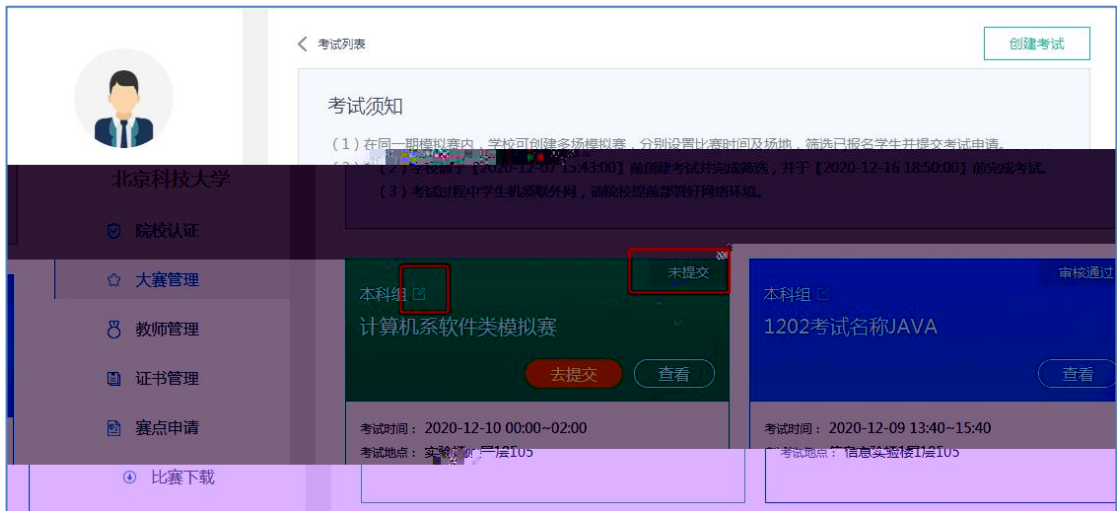 考试列表
创建考试
考试须知
（1）在同一期模拟赛内，学校可创建多场模拟赛，分别设置比赛时间及场地，筛选已报名学生并提交考试申请。
（2）学校需于【2020-12-07 15:43:00】前创建考试并完成筛选，并于【2020-12-16 18:50:00】前完成考试。
（3）考试过程中学生机须联外网，请院校提前部署好网络环境。
北京科技大学
院校认证
大赛管理
教师管理
证书管理
赛点申请
比赛下载
未提交
本科组
计算机系软件类模拟赛
去提交 查看
考试时间： 2020-12-10 00:00~02:00
考试地点： 实验 一层105
审核通过
本科组
1202考试名称JAVA
查看
考试时间： 2020-12-09 13:40~15:40
考试地点： 信息实验楼1层105